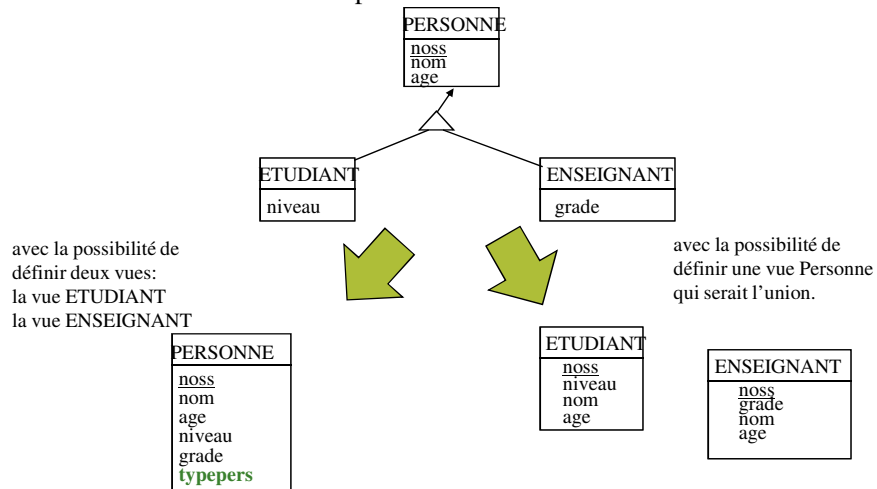 PERSONNE
noss
nom
age
ETUDIANT
niveau
ENSEIGNANT
grade
avec la possibilité de
définir deux vues:
la vue ETUDIANT
la vue ENSEIGNANT
avec la possibilité de
définir une vue Personne
qui serait l'union.
PERSONNE
noss
nom
age
niveau
grade
typepers
ETUDIANT
noss
niveau
nom
age
ENSEIGNANT
noss
grade
nom
age